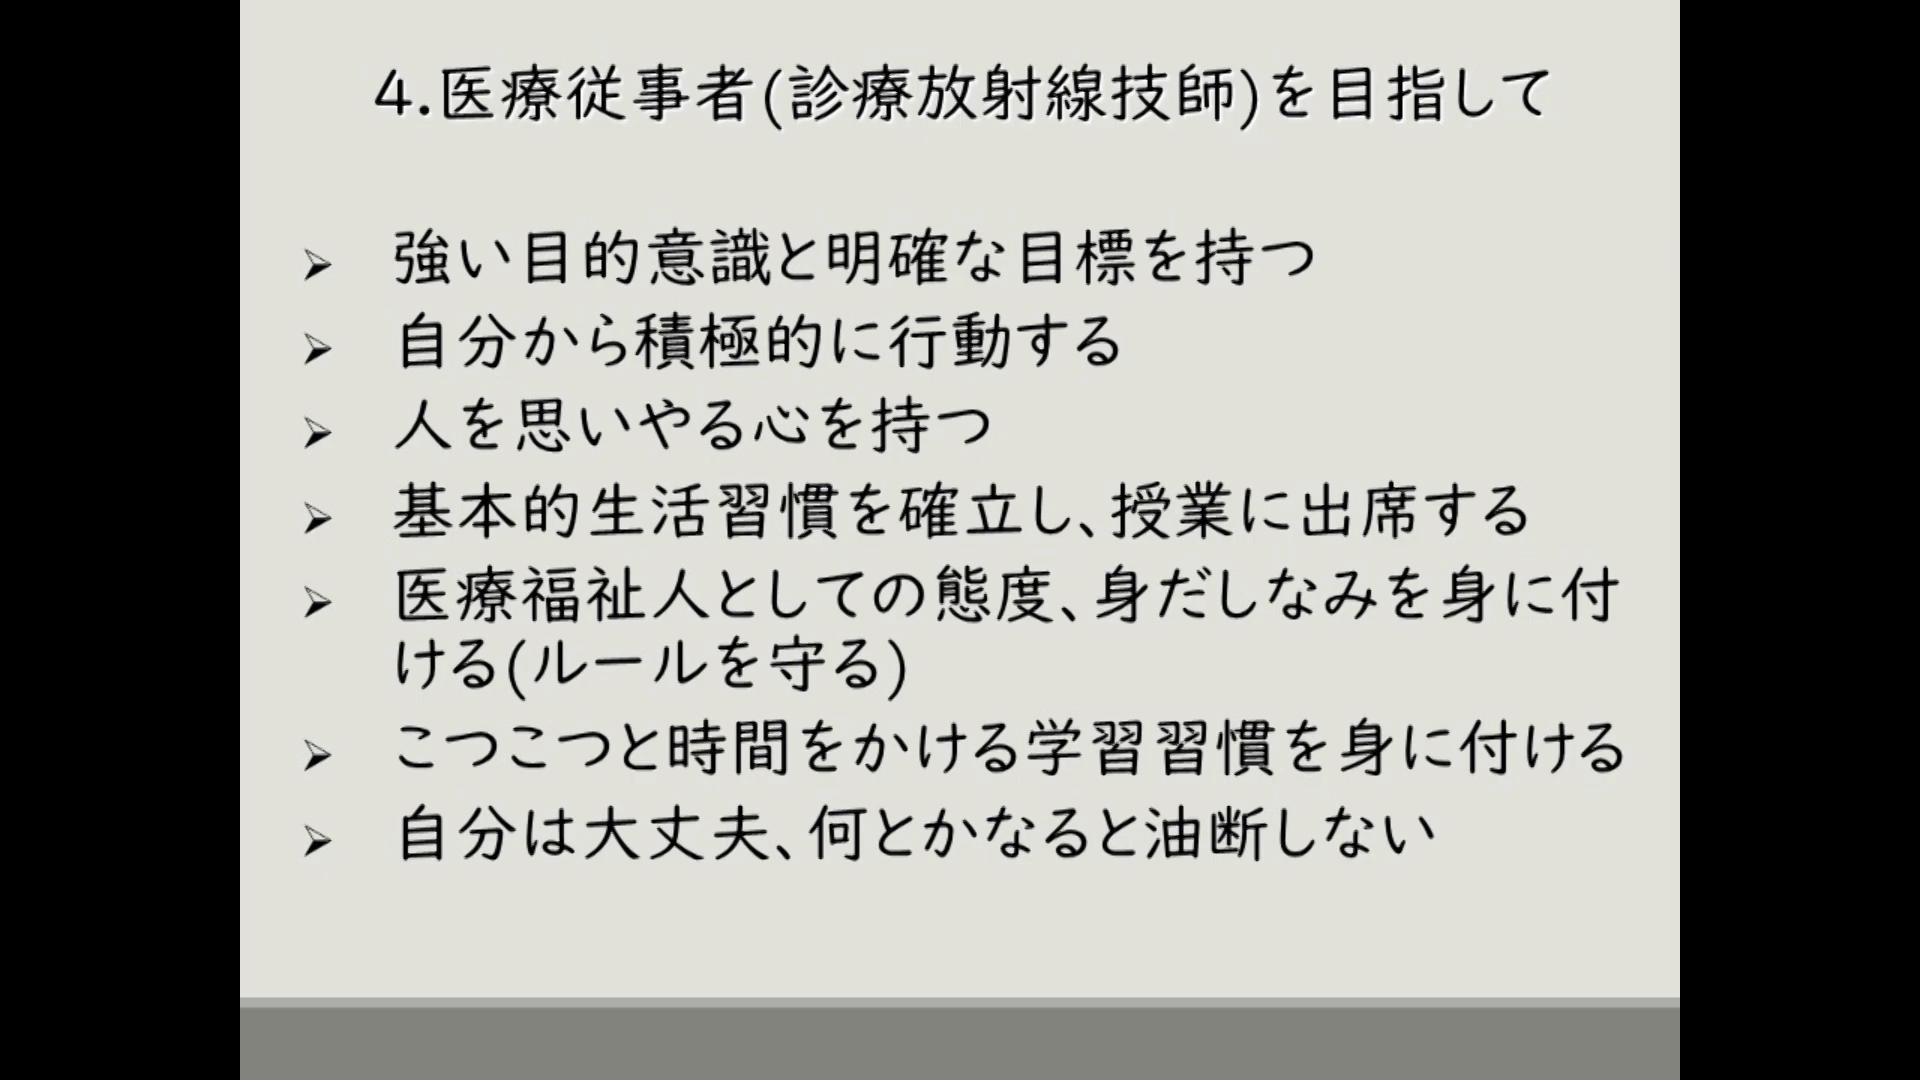 4.医療従事者(診療放射線技師)を目指して
➢ 強い目的意識と明確な目標を持つ
➢ 自分から積極的に行動する
➢ 人を思いやる心を持つ
➢ 基本的生活習慣を確立し、授業に出席する
➢ 医療福祉人としての態度、身だしなみを身に付
ける(ルールを守る)
➢ こつこつと時間をかける学習習慣を身に付ける
➢ 自分は大丈夫、何とかなると油断しない